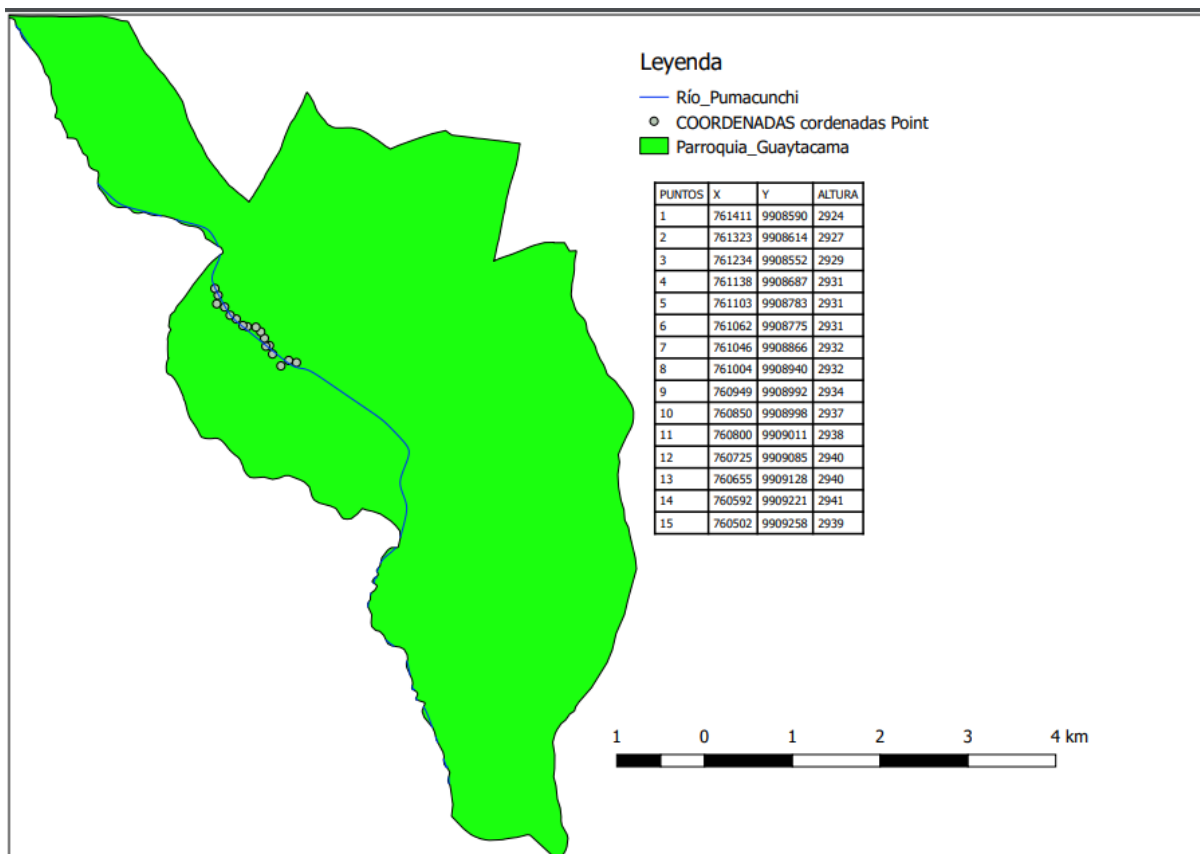 Leyenda
Río_Pumacunchi
COORDENADAS cordenadas Point
Parroquia_Guaytacama
PUNTOS X Y ALTURA
1 761411 9908590 2924
2 761323 9908614 2927
3 761234 9908552 2929
4 761138 9908687 2931
5 761103 9908783 2931
6 761062 9908775 2931
7 761046 9908866 2932
8 761004 9908940 2932
9 760949 9908992 2934
10 760850 9908998 2937
11 760800 9909011 2938
12 760725 9909085 2940
13 760655 9909128 2940
14 760592 9909221 2941
15 760502 9909258 2939
1 0 1 2 3 4 km